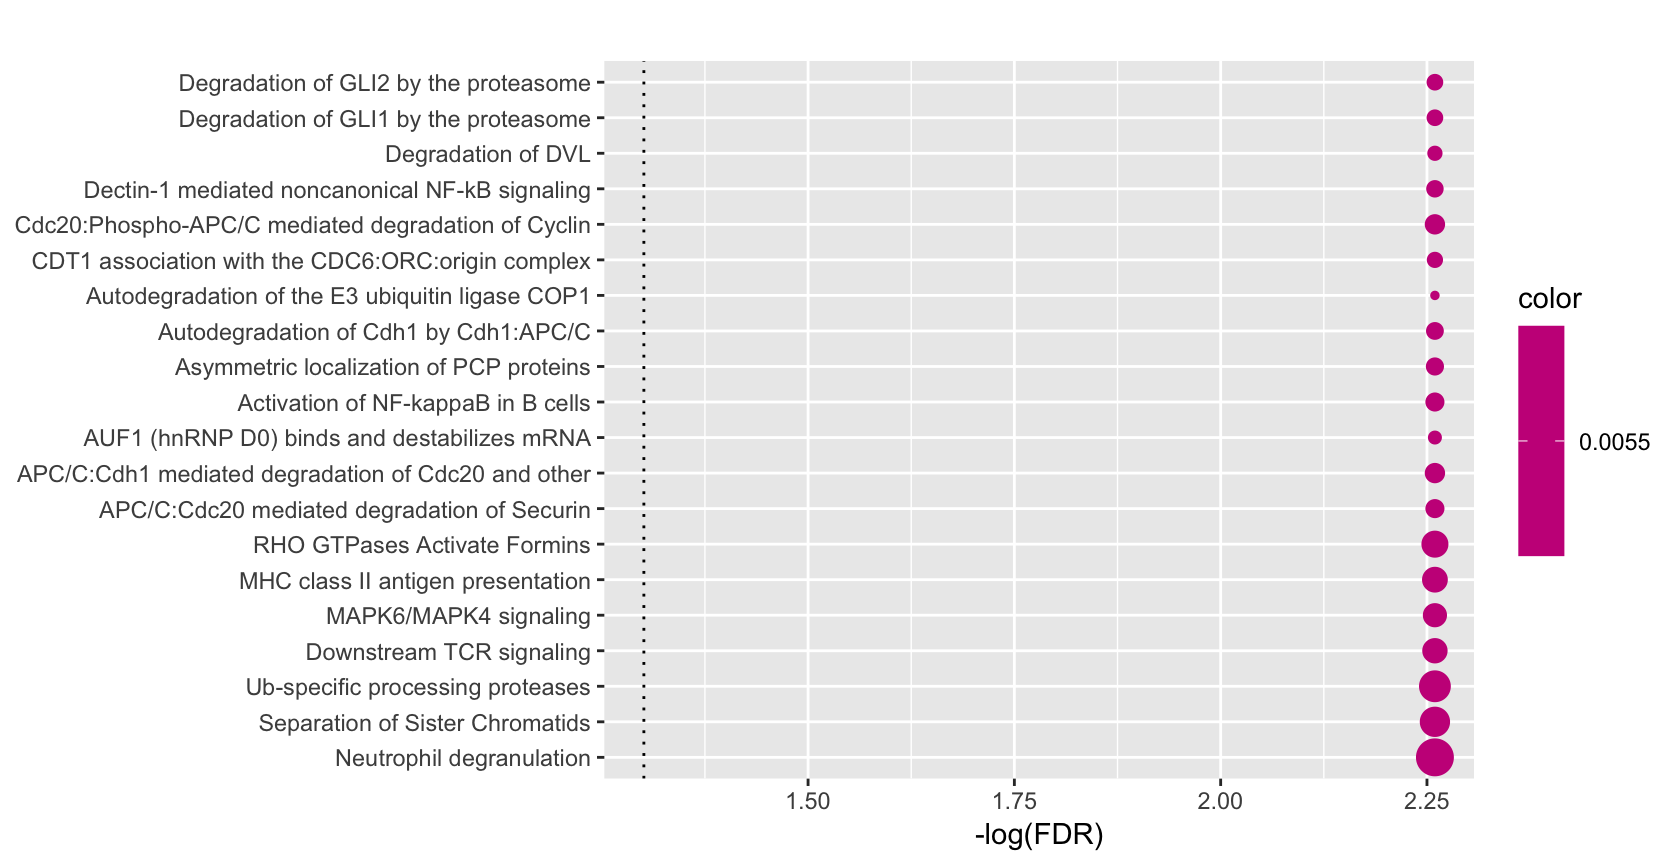 Degradation of GLI2 by the proteasome
Degradation of GLI1 by the proteasome
Degradation of DVL
Dectin-1 mediated noncanonical NF-kB signaling
Cdc20:Phospho-APC/C mediated degradation of Cyclin
CDT1 association with the CDC6:ORC:origin complex
Autodegradation of the E3 ubiquitin ligase COP1
Autodegradation of Cdh1 by Cdh1:APC/C
Asymmetric localization of PCP proteins
Activation of NF-kappaB in B cells
AUF1 (hnRNP D0) binds and destabilizes mRNA
APC/C:Cdh1 mediated degradation of Cdc20 and other
APC/C:Cdc20 mediated degradation of Securin
RHO GTPases Activate Formins
MHC class II antigen presentation
MAPK6/MAPK4 signaling
Downstream TCR signaling
Ub-specific processing proteases
Separation of Sister Chromatids
Neutrophil degranulation
1.50 1.75 2.00 2.25
-log(FDR)
color
0.0055